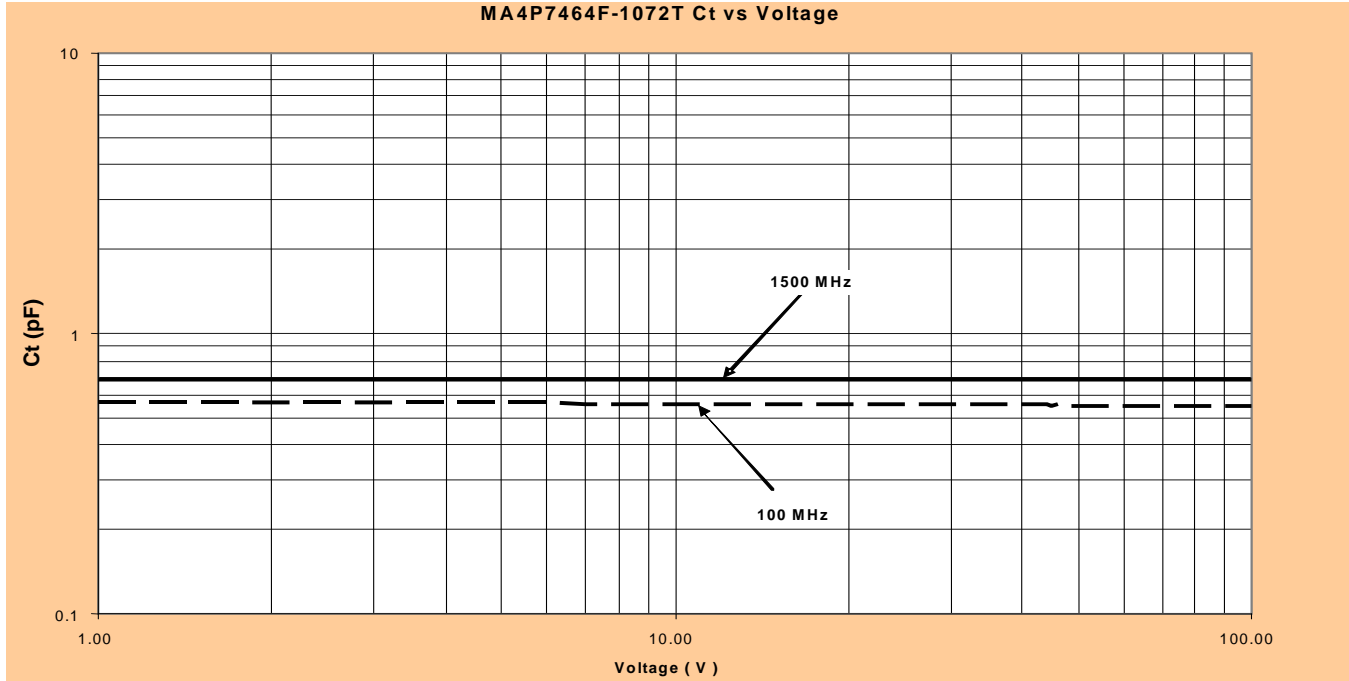 MA4P7464F-1072T Ct vs Voltage
10
1500 MHz
Ct (pF)
1
100 MHz
0.1
1.00
10.00
100.00
Voltage ( V )